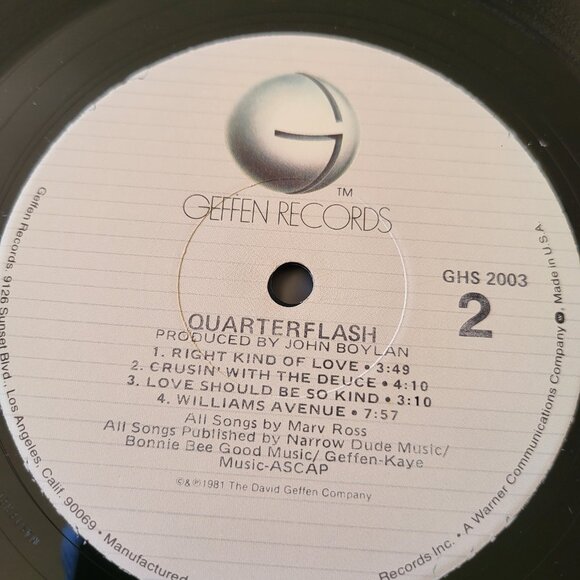 TM
GEFFEN RECORDS
GHS 2003
2
QUARTERFLASH
PRODUCED BY JOHN BOYLAN
1. RIGHT KIND OF LOVE • 3:49
2. CRUSIN' WITH THE DEUCE • 4:10
3. LOVE SHOULD BE SO KIND • 3:10
4. WILLIAMS AVENUE • 7:57
All Songs by Marv Ross
All Songs Published by Narrow Dude Music/
Bonnie Bee Good Music/ Geffen-Kaye
Music-ASCAP
©&℗1981 The David Geffen Company
Geffen Records 9126 Sunset Blvd., Los Angeles, Calif. 90069 • Manufactured
Records Inc. • A Warner Communications Company • Made in U.S.A.